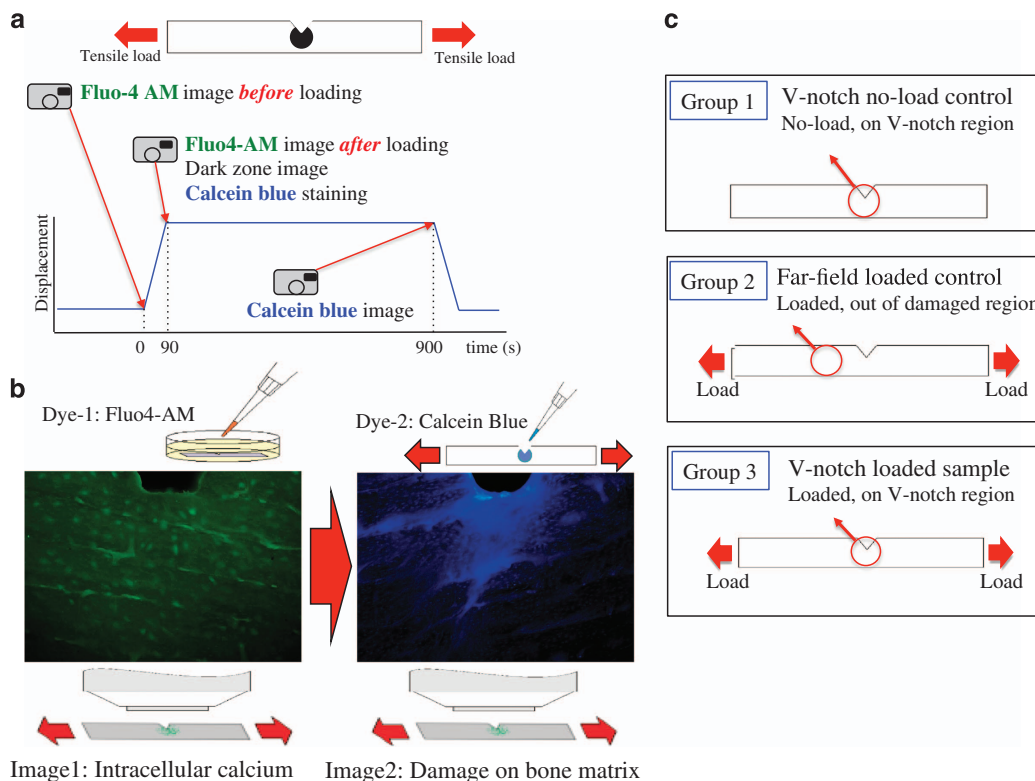 a
Tensile load
Tensile load
Fluo-4 AM image before loading
Fluo4-AM image after loading
Dark zone image
Calcein blue staining
Displacement
Calcein blue image
0 90 900 time (s)
b
Dye-1: Fluo4-AM
Dye-2: Calcein Blue
Image1: Intracellular calcium
Image2: Damage on bone matrix
c
Group 1
V-notch no-load control
No-load, on V-notch region
Group 2
Far-field loaded control
Loaded, out of damaged region
Load
Load
Group 3
V-notch loaded sample
Loaded, on V-notch region
Load
Load